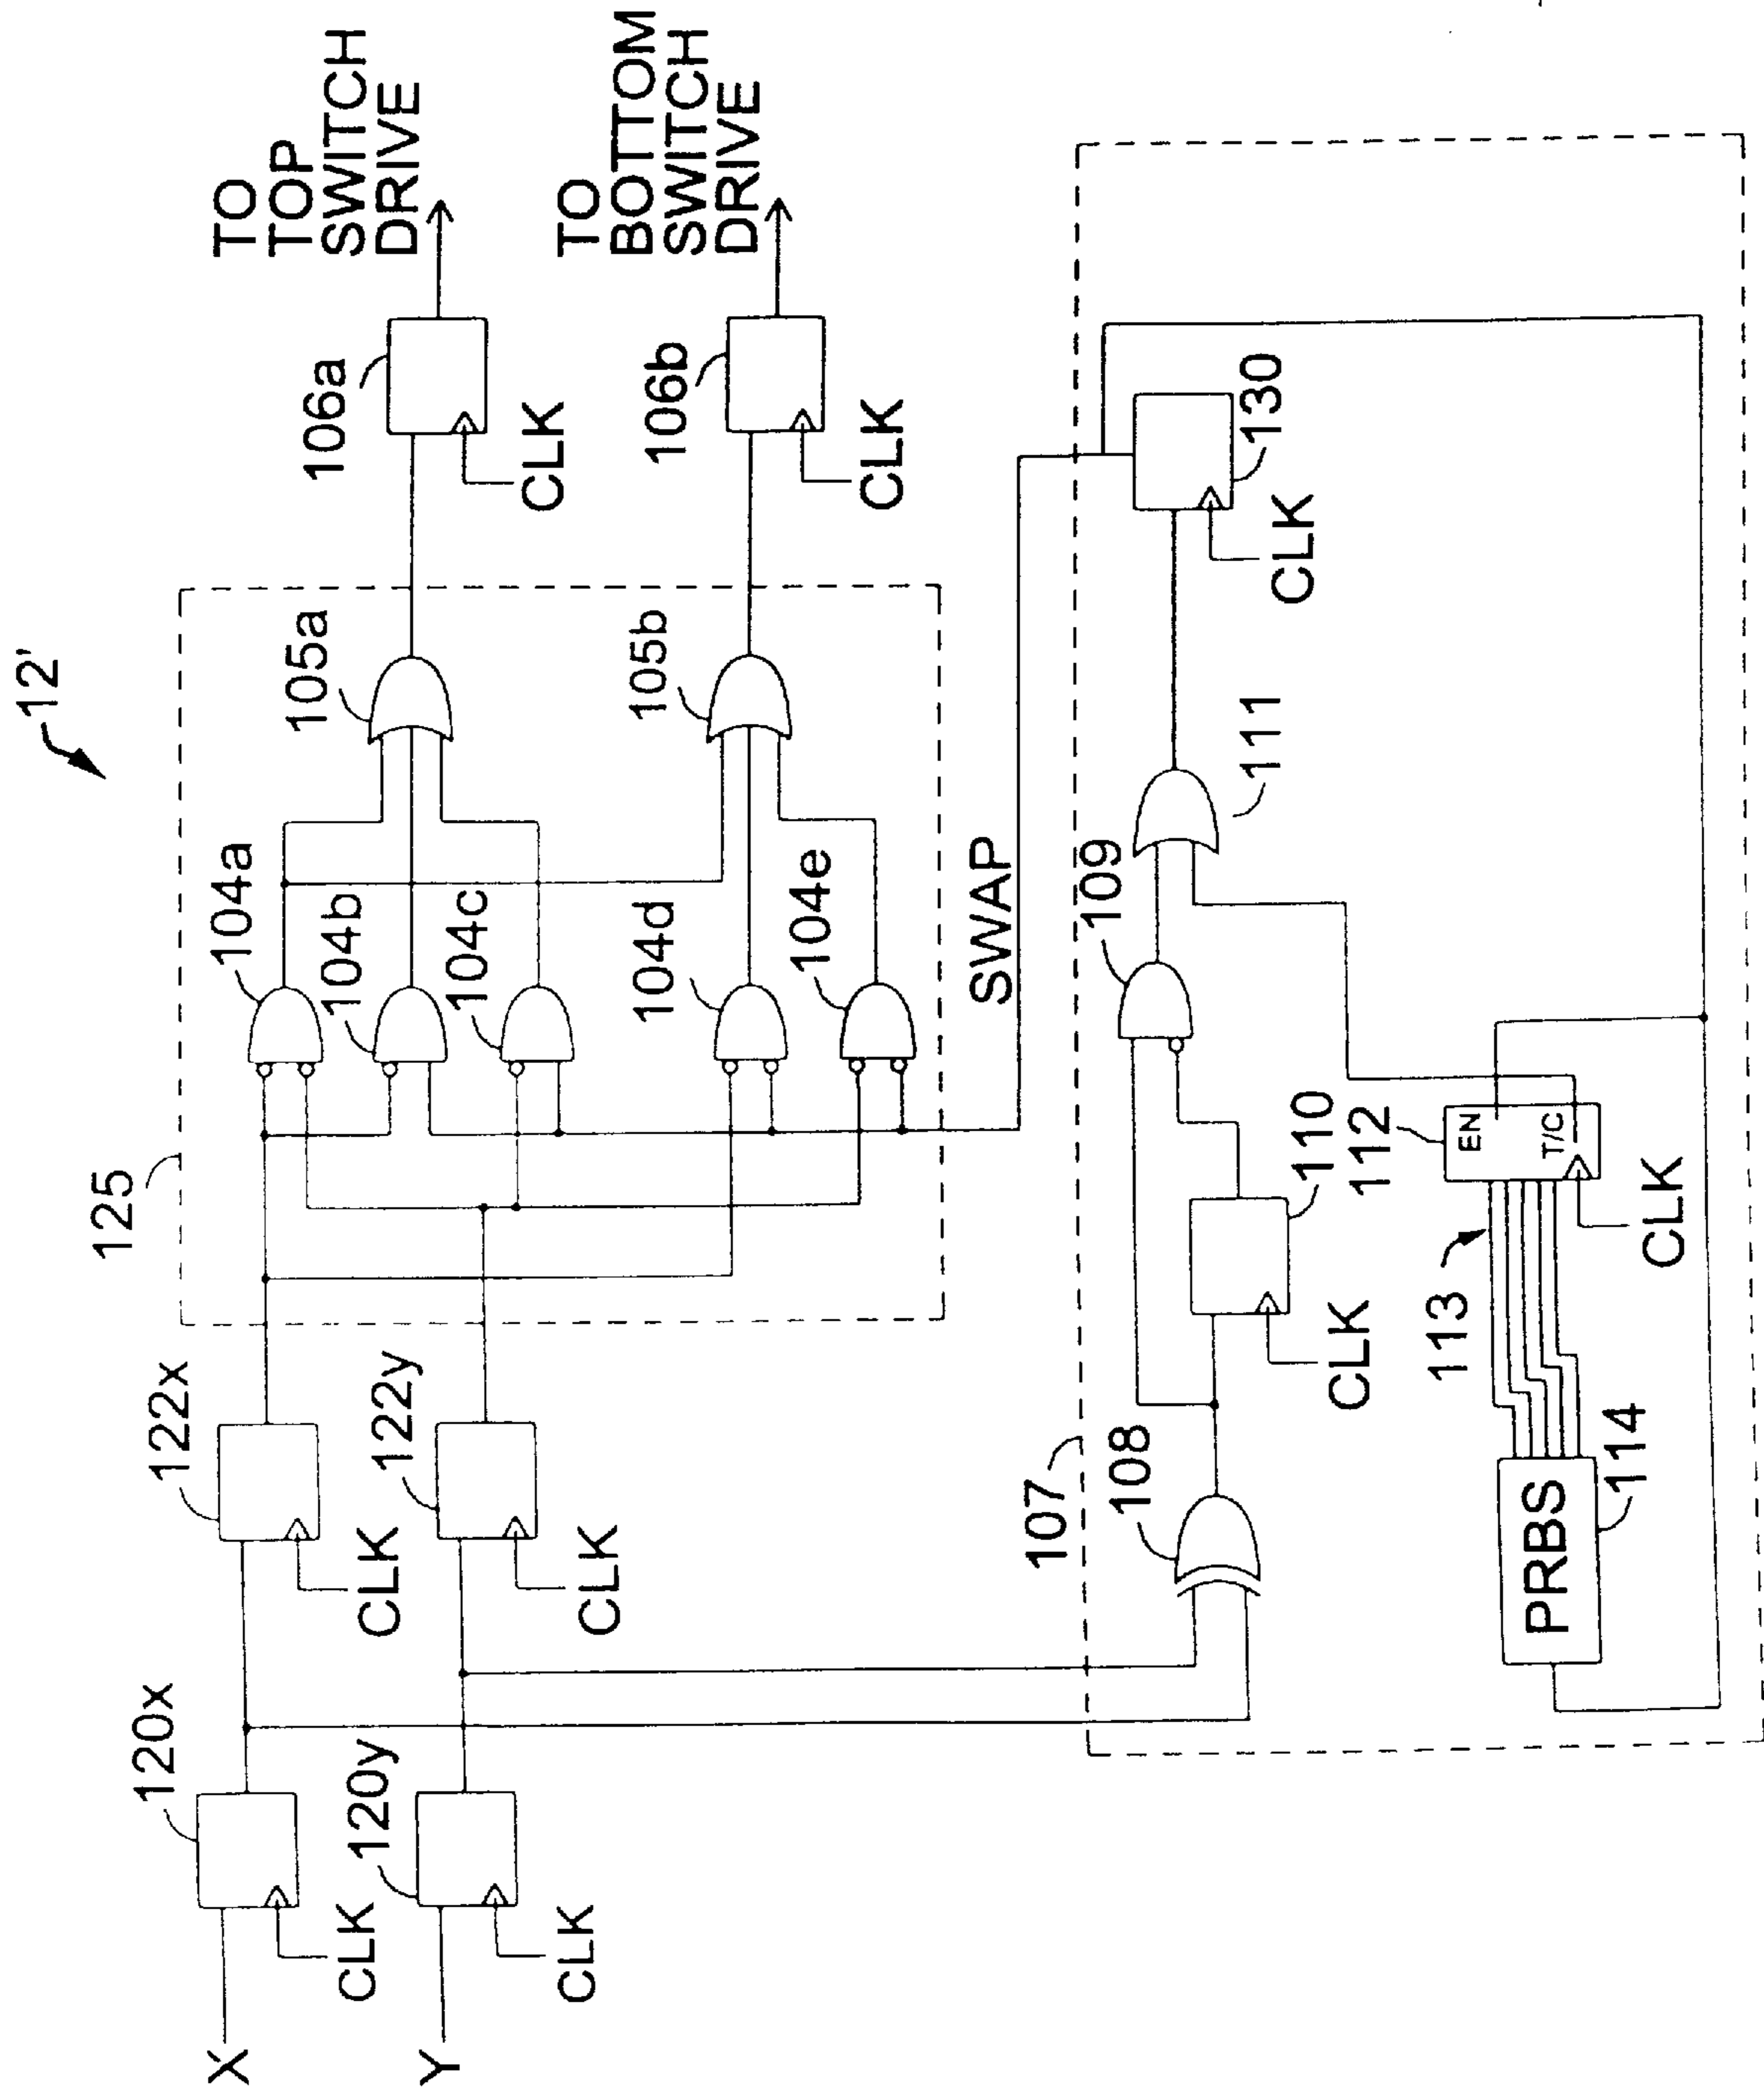 12'
X
120x
CLK
Y
120y
CLK
122x
CLK
122y
CLK
125
104a
104b
104c
104d
104e
105a
105b
106a
CLK
TO
TOP
SWITCH
DRIVE
106b
CLK
TO
BOTTOM
SWITCH
DRIVE
SWAP
107
108
109
110
CLK
111
130
CLK
112
EN
T/C
CLK
113
PRBS
114